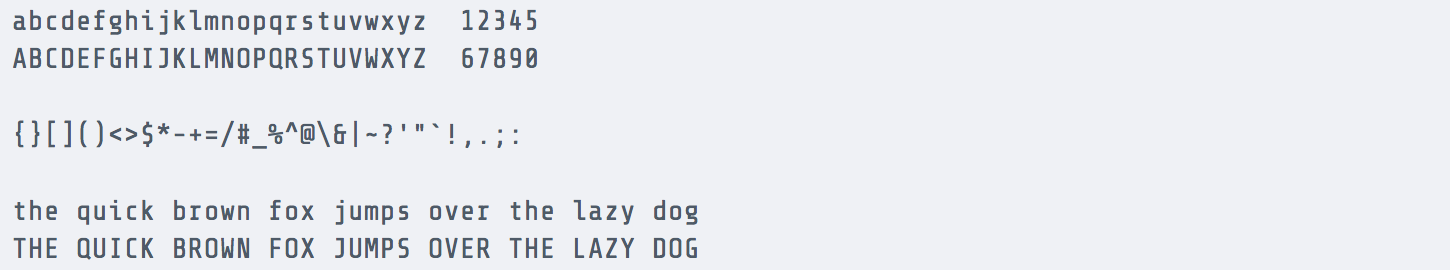 abcdefghijklmnopqrstuvwxyz  12345
ABCDEFGHIJKLMNOPQRSTUVWXYZ  67890
{}[]()<>$*-+=/#_%^@\&|~?'"`!,.;:
the quick brown fox jumps over the lazy dog
THE QUICK BROWN FOX JUMPS OVER THE LAZY DOG